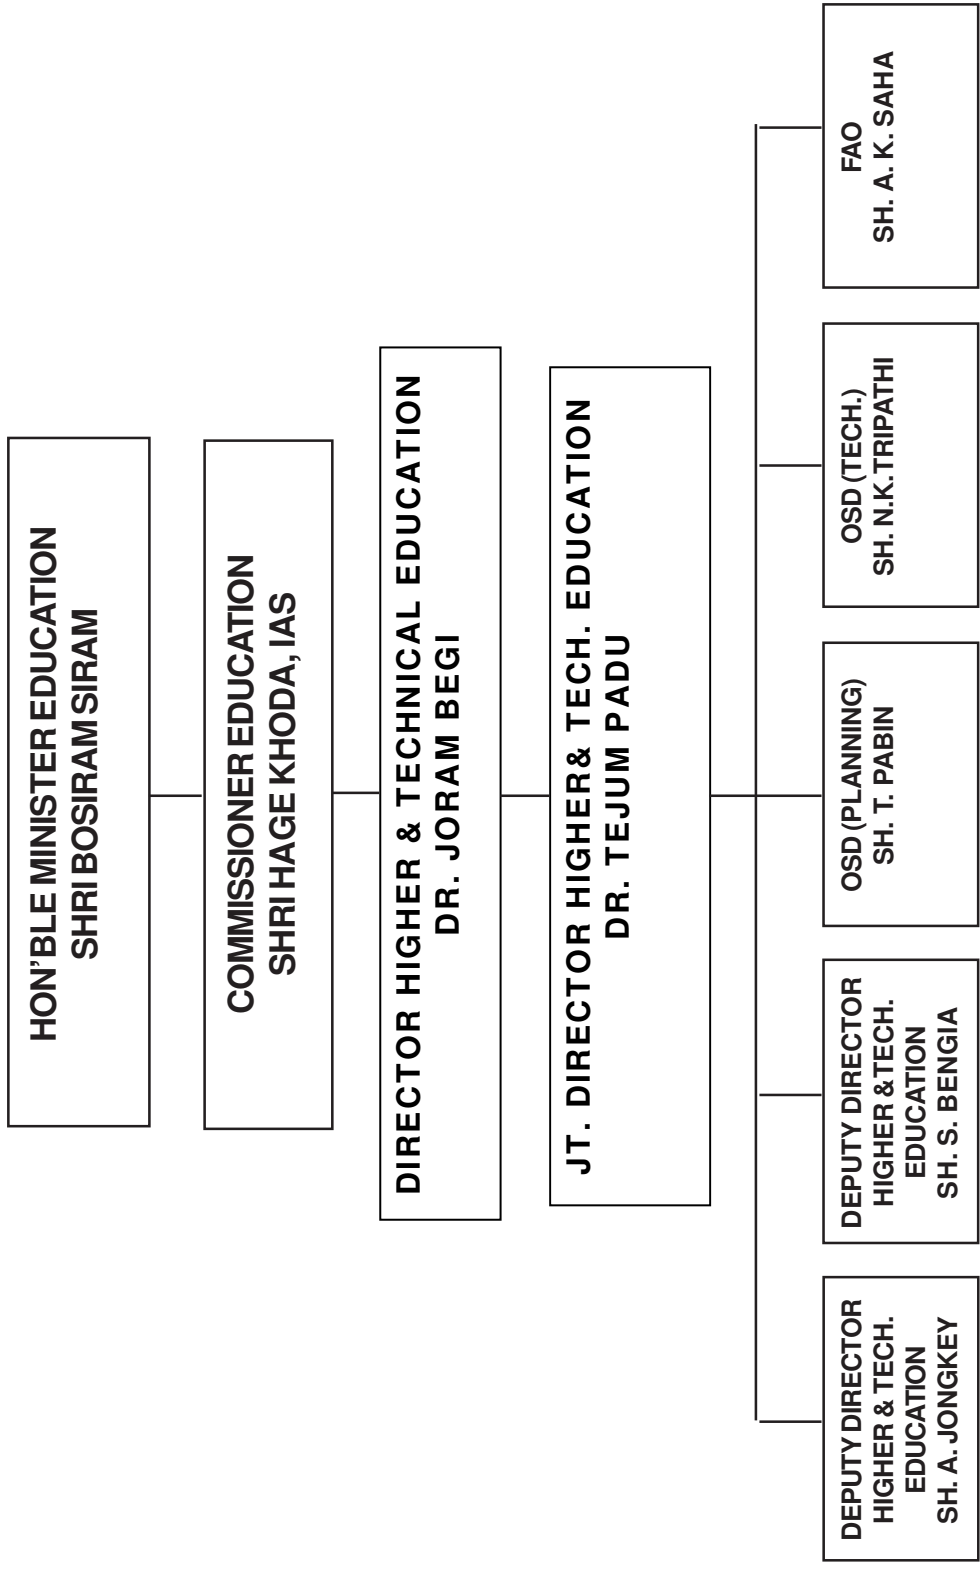 HON'BLE MINISTER EDUCATION
SHRI BOSIRAM SIRAM
COMMISSIONER EDUCATION
SHRI HAGE KHODA, IAS
DIRECTOR HIGHER & TECHNICAL EDUCATION
DR. JORAM BEGI
JT. DIRECTOR HIGHER& TECH. EDUCATION
DR. TEJUM PADU
DEPUTY DIRECTOR
HIGHER & TECH.
EDUCATION
SH. A. JONGKEY
DEPUTY DIRECTOR
HIGHER &TECH.
EDUCATION
SH. S. BENGIA
OSD (PLANNING)
SH. T. PABIN
OSD (TECH.)
SH. N.K.TRIPATHI
FAO
SH. A. K. SAHA